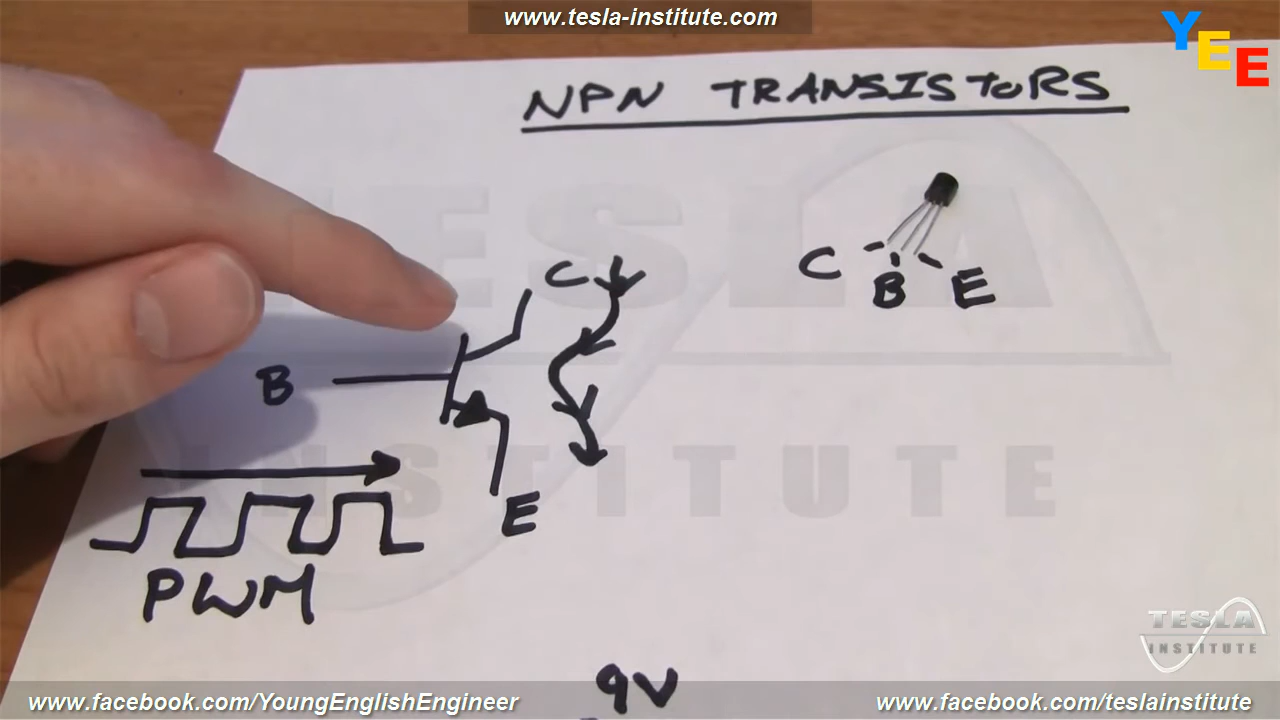 www.tesla-institute.com
YEE
NPN TRANSISTORS
TESLA
INSTITUTE
C
C
B
E
B
E
PWM
9V
TESLA
INSTITUTE
www.facebook.com/YoungEnglishEngineer
www.facebook.com/teslainstitute